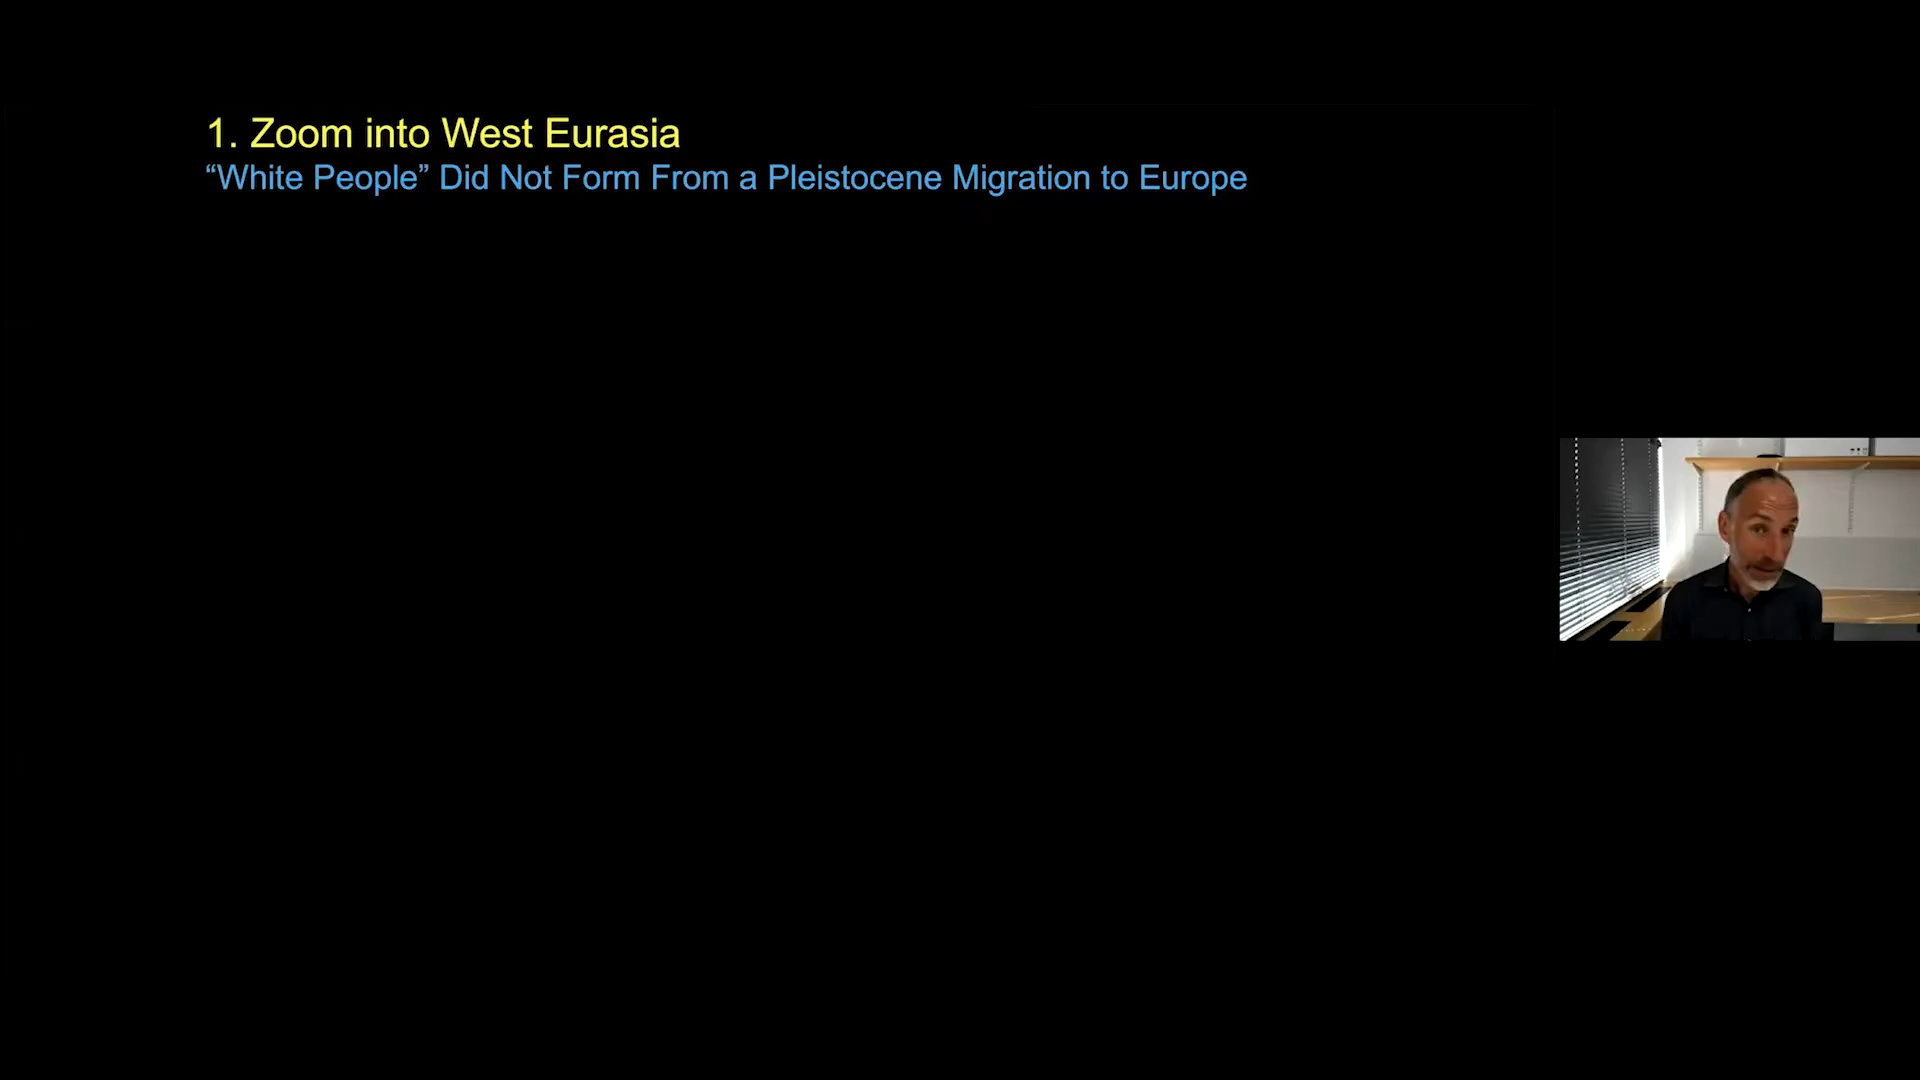 1. Zoom into West Eurasia
“White People” Did Not Form From a Pleistocene Migration to Europe